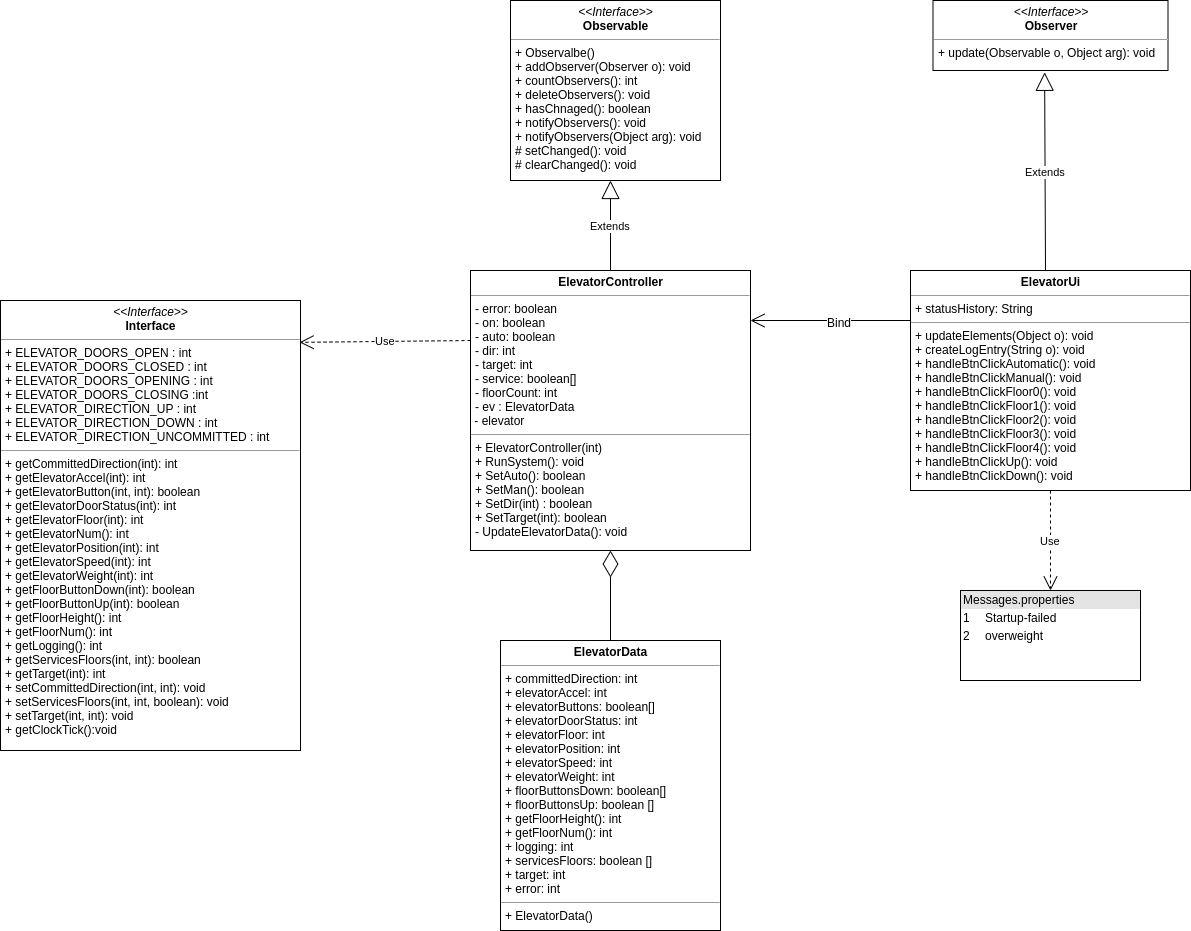 <<Interface>>
Observable
+ Observalbe()
+ addObserver(Observer o): void
+ countObservers(): int
+ deleteObservers(): void
+ hasChnaged(): boolean
+ notifyObservers(): void
+ notifyObservers(Object arg): void
# setChanged(): void
# clearChanged(): void
<<Interface>>
Observer
+ update(Observable o, Object arg): void
Extends
Extends
<<Interface>>
Interface
+ ELEVATOR_DOORS_OPEN : int
+ ELEVATOR_DOORS_CLOSED : int
+ ELEVATOR_DOORS_OPENING : int
+ ELEVATOR_DOORS_CLOSING :int
+ ELEVATOR_DIRECTION_UP : int
+ ELEVATOR_DIRECTION_DOWN : int
+ ELEVATOR_DIRECTION_UNCOMMITTED : int
+ getCommittedDirection(int): int
+ getElevatorAccel(int): int
+ getElevatorButton(int, int): boolean
+ getElevatorDoorStatus(int): int
+ getElevatorFloor(int): int
+ getElevatorNum(): int
+ getElevatorPosition(int): int
+ getElevatorSpeed(int): int
+ getElevatorWeight(int): int
+ getFloorButtonDown(int): boolean
+ getFloorButtonUp(int): boolean
+ getFloorHeight(): int
+ getFloorNum(): int
+ getLogging(): int
+ getServicesFloors(int, int): boolean
+ getTarget(int): int
+ setCommittedDirection(int, int): void
+ setServicesFloors(int, int, boolean): void
+ setTarget(int, int): void
+ getClockTick():void
Use
ElevatorController
- error: boolean
- on: boolean
- auto: boolean
- dir: int
- target: int
- service: boolean[]
- floorCount: int
- ev : ElevatorData
- elevator
+ ElevatorController(int)
+ RunSystem(): void
+ SetAuto(): boolean
+ SetMan(): boolean
+ SetDir(int) : boolean
+ SetTarget(int): boolean
- UpdateElevatorData(): void
Bind
ElevatorUi
+ statusHistory: String
+ updateElements(Object o): void
+ createLogEntry(String o): void
+ handleBtnClickAutomatic(): void
+ handleBtnClickManual(): void
+ handleBtnClickFloor0(): void
+ handleBtnClickFloor1(): void
+ handleBtnClickFloor2(): void
+ handleBtnClickFloor3(): void
+ handleBtnClickFloor4(): void
+ handleBtnClickUp(): void
+ handleBtnClickDown(): void
Use
Messages.properties
1 Startup-failed
2 overweight
ElevatorData
+ committedDirection: int
+ elevatorAccel: int
+ elevatorButtons: boolean[]
+ elevatorDoorStatus: int
+ elevatorFloor: int
+ elevatorPosition: int
+ elevatorSpeed: int
+ elevatorWeight: int
+ floorButtonsDown: boolean[]
+ floorButtonsUp: boolean []
+ getFloorHeight(): int
+ getFloorNum(): int
+ logging: int
+ servicesFloors: boolean []
+ target: int
+ error: int
+ ElevatorData()